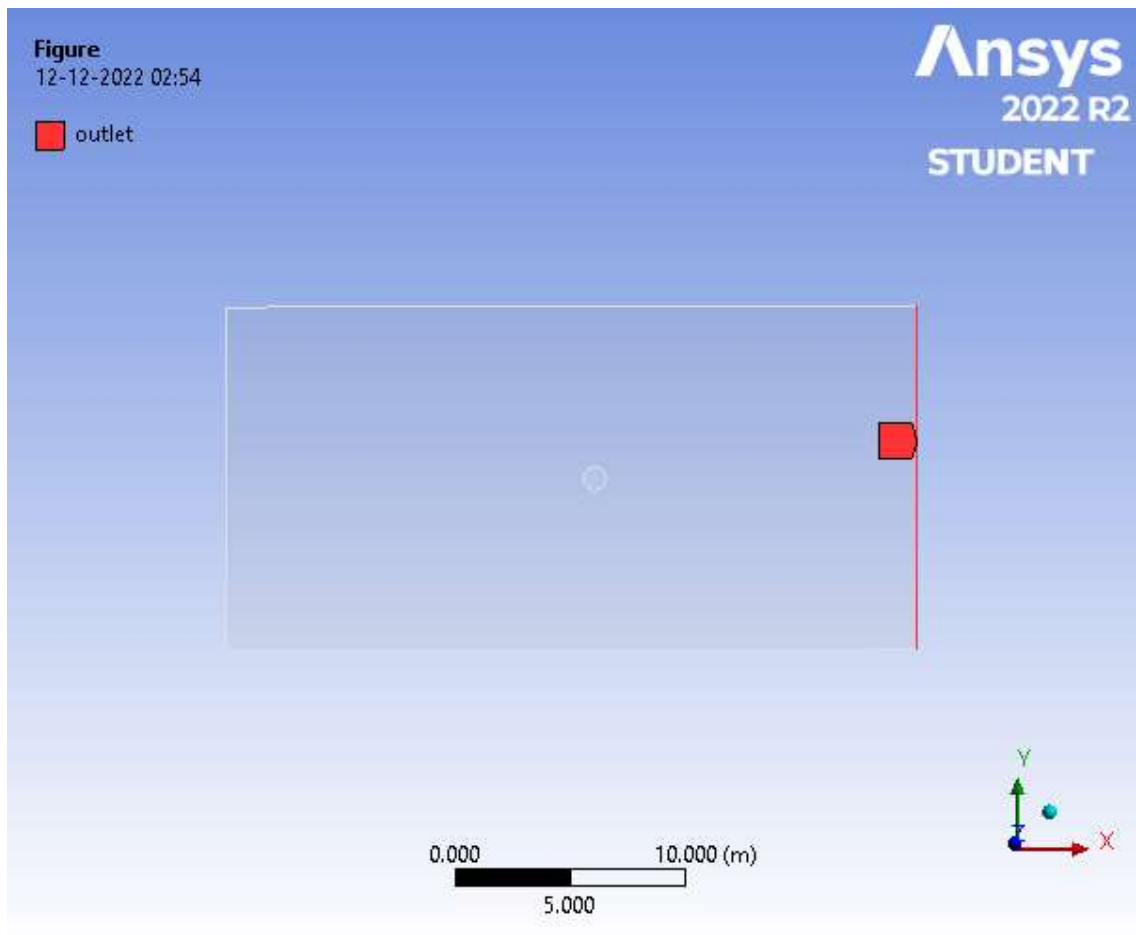 Figure
12-12-2022 02:54
outlet
Ansys
2022 R2
STUDENT
0.000 10.000 (m)
5.000
Y
Z
X